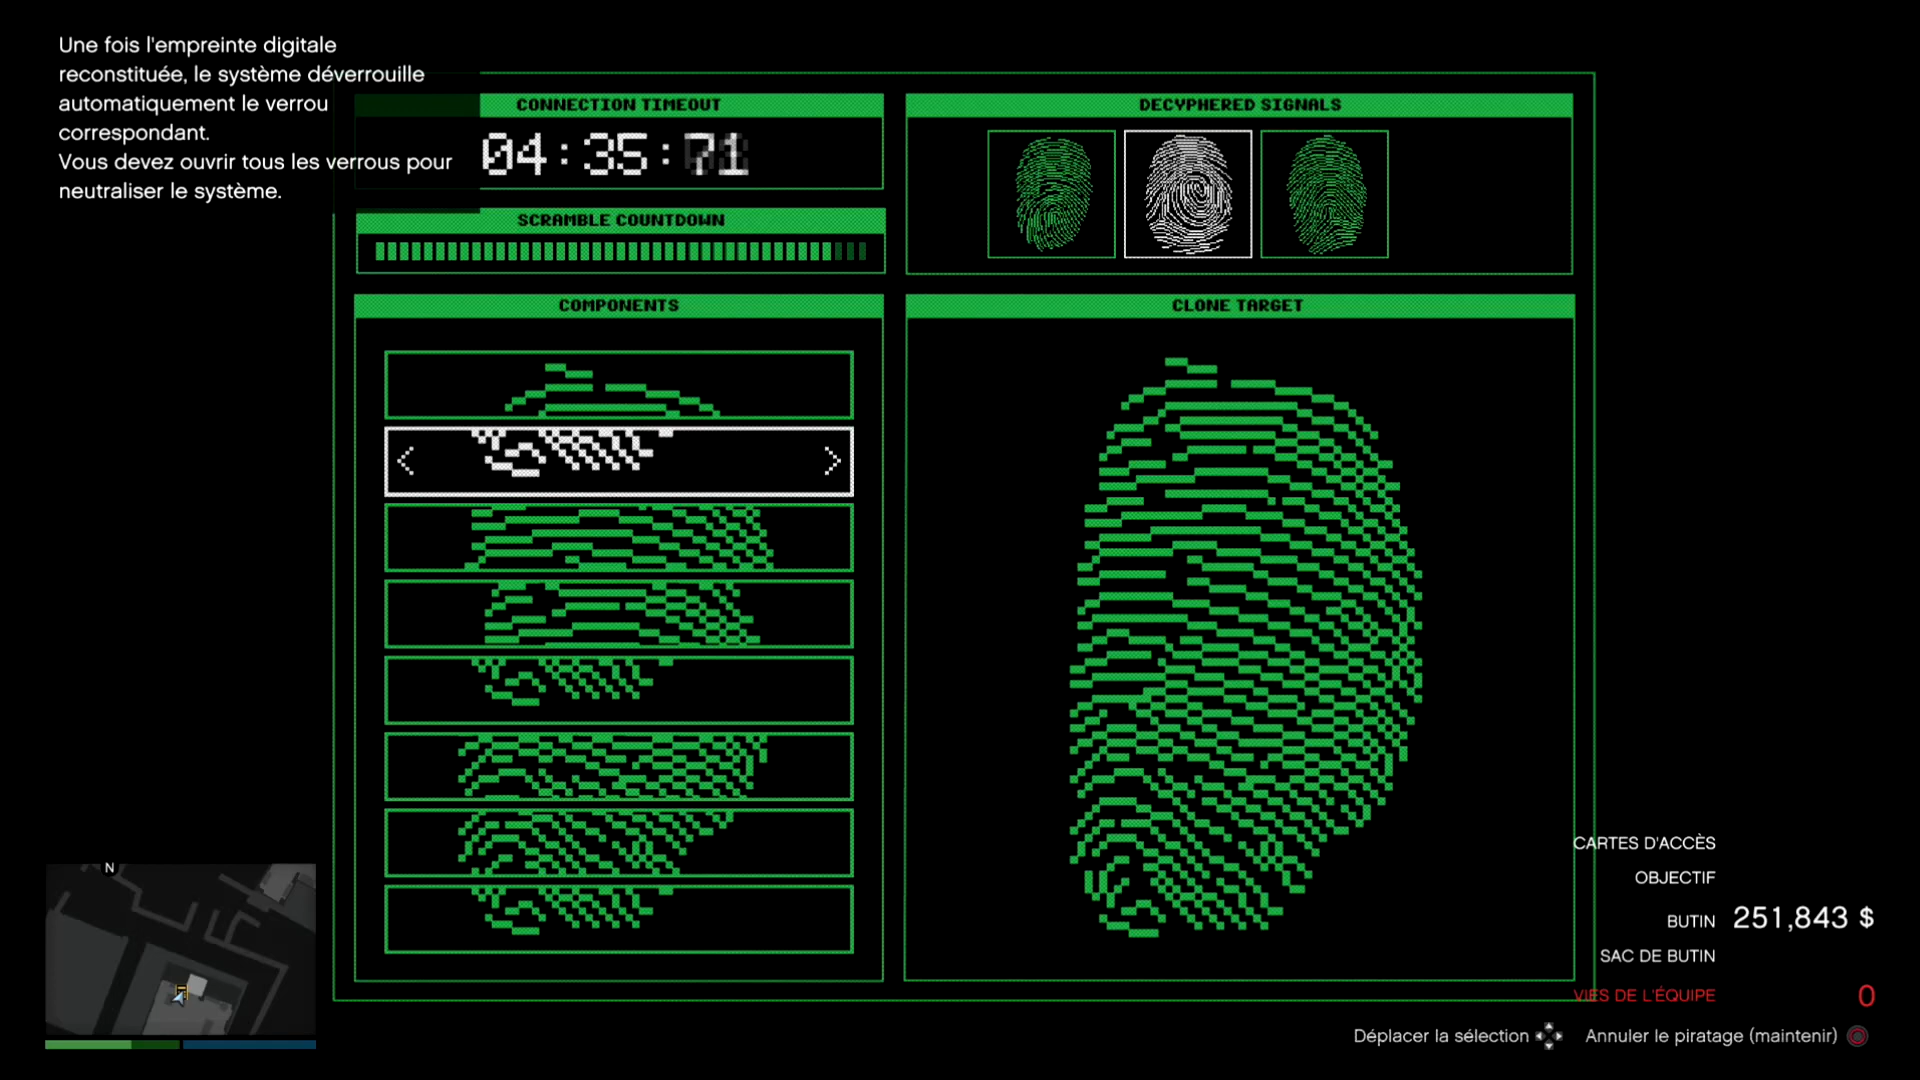 Une fois l'empreinte digitale
reconstituée, le système déverrouille
automatiquement le verrou
correspondant.
Vous devez ouvrir tous les verrous pour
neutraliser le système.
CONNECTION TIMEOUT
04:35:71
SCRAMBLE COUNTDOWN
DECYPHERED SIGNALS
COMPONENTS
CLONE TARGET
N
CARTES D'ACCÈS
OBJECTIF
BUTIN 251,843 $
SAC DE BUTIN
VIES DE L'ÉQUIPE 0
Déplacer la sélection Annuler le piratage (maintenir)